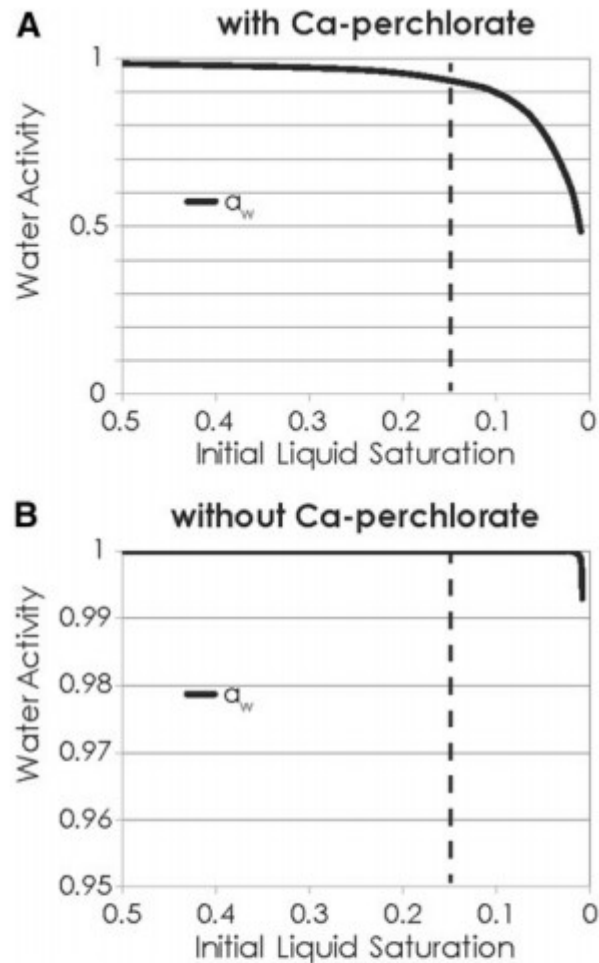 A with Ca-perchlorate
Water Activity
1
0.5
0
a_w
0.5 0.4 0.3 0.2 0.1 0
Initial Liquid Saturation
B without Ca-perchlorate
Water Activity
1
0.99
0.98
0.97
0.96
0.95
a_w
0.5 0.4 0.3 0.2 0.1 0
Initial Liquid Saturation